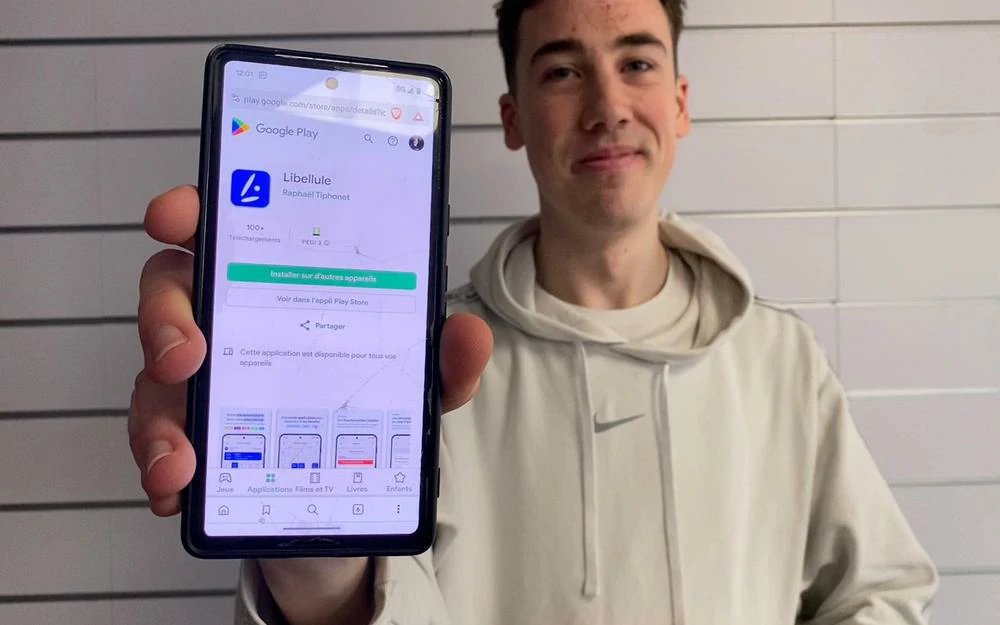 12:01
5G
play.google.com/store/apps/details?ic
Google Play
Libellule
Raphaël Tiphonet
100+
Téléchargements
PEGI 3
Installer sur d'autres appareils
Voir dans l'appli Play Store
Partager
Cette application est disponible pour tous vos
appareils
Jeux
Applications
Films et TV
Livres
Enfants
6